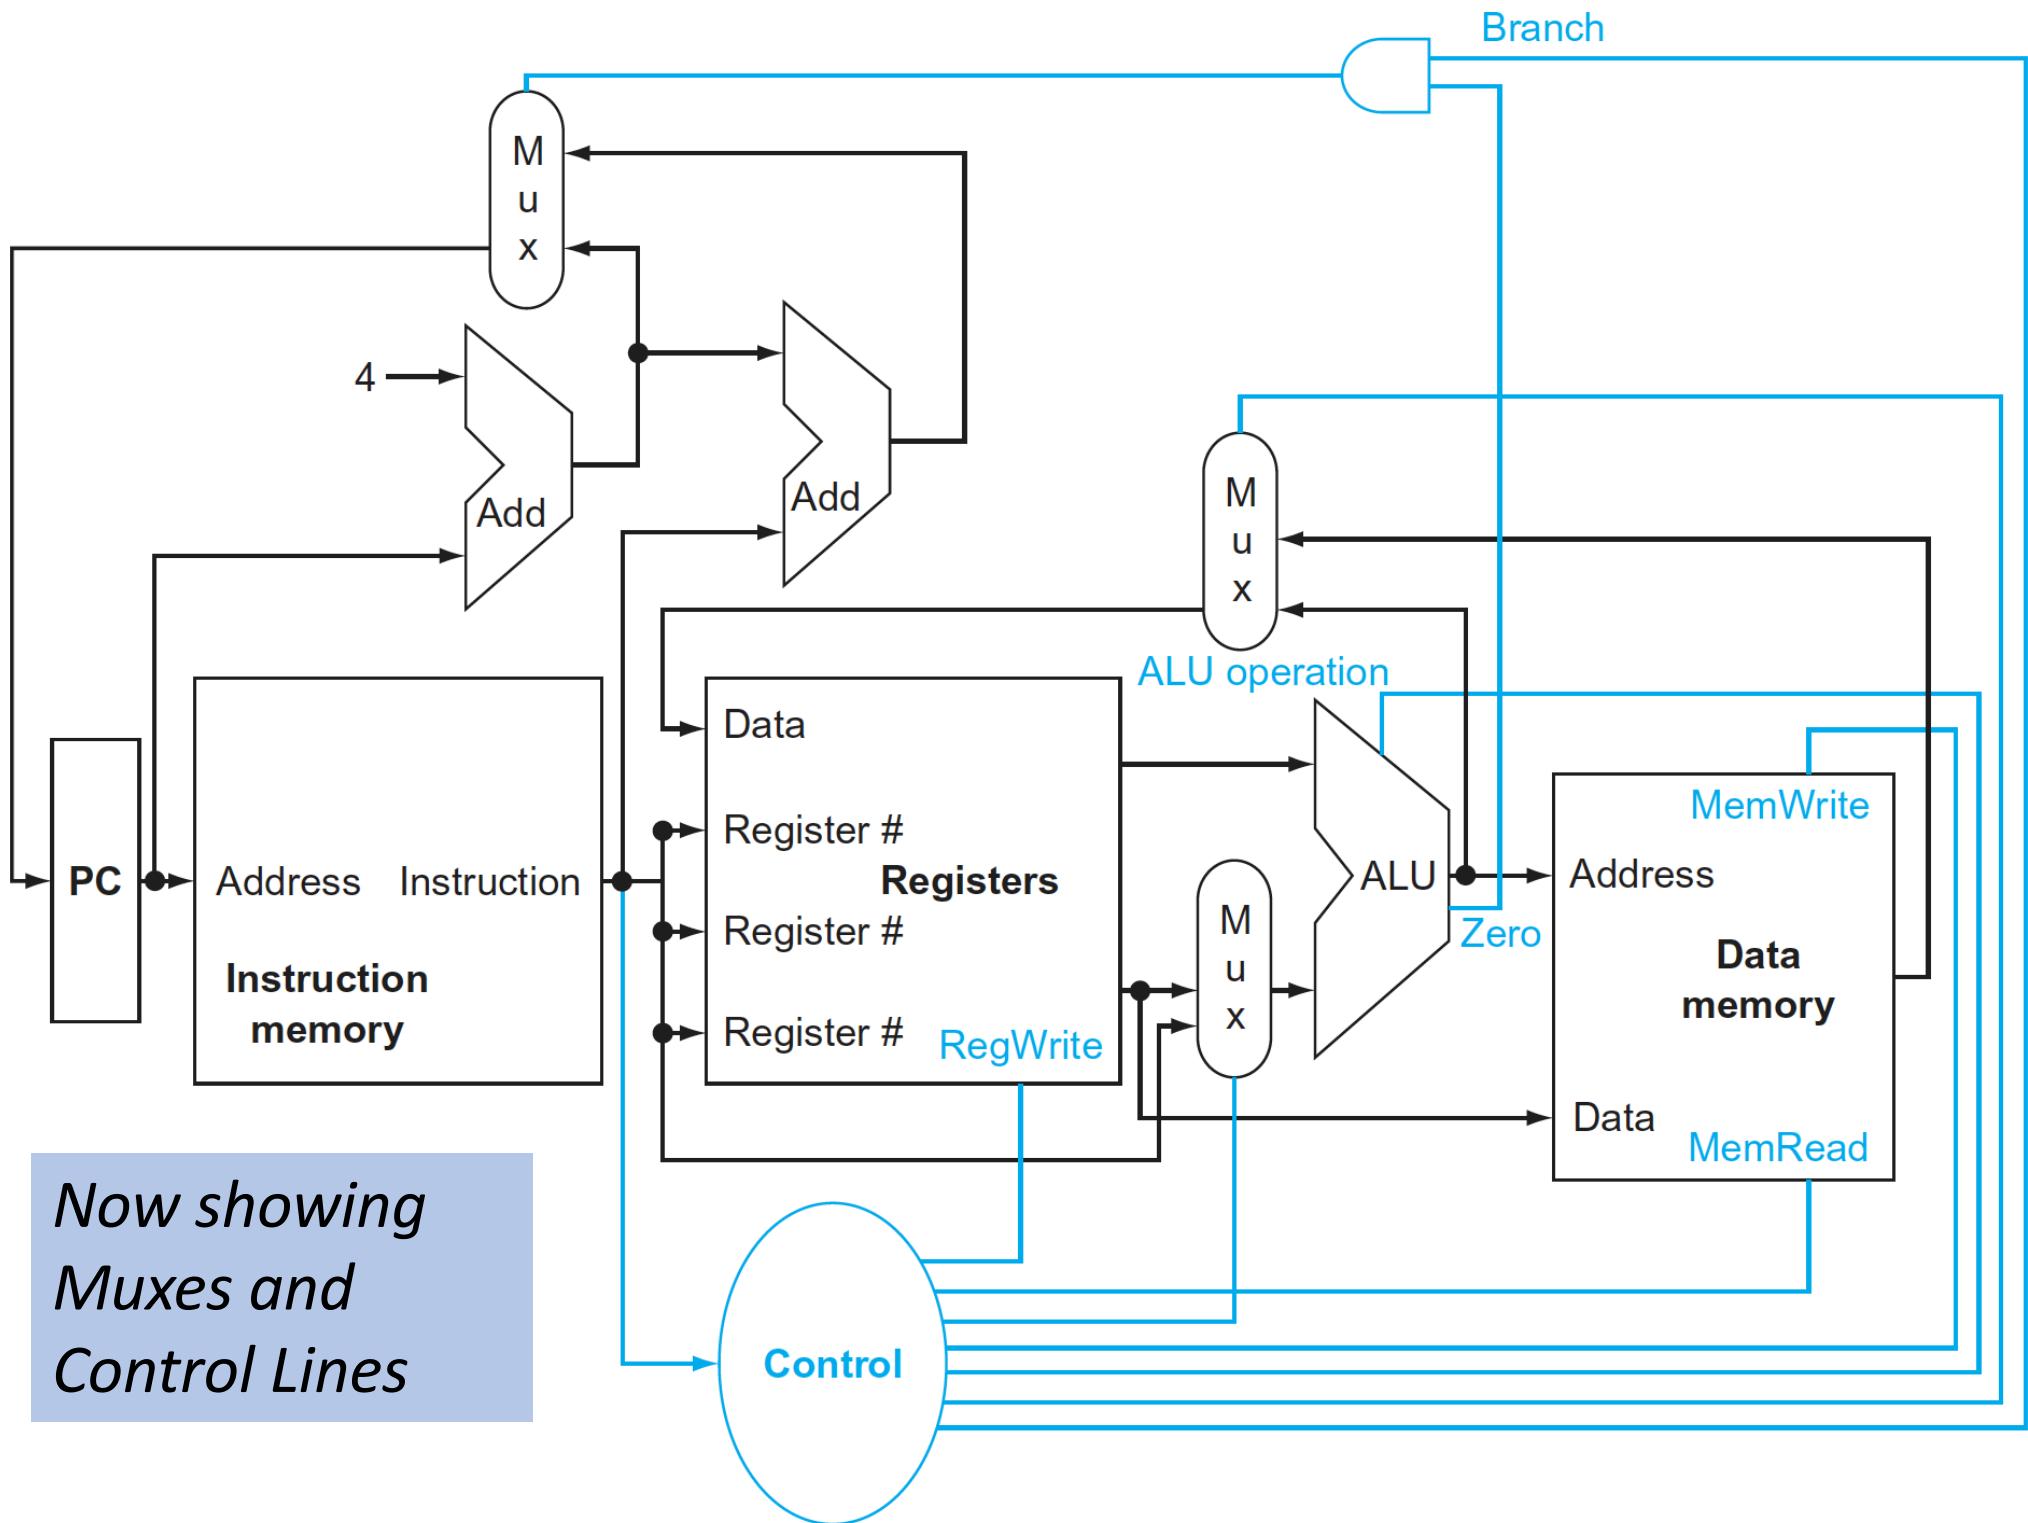 Branch
M
u
x
4
Add
Add
M
u
x
ALU operation
PC
Address
Instruction
Instruction
memory
Data
Register #
Registers
Register #
Register #
RegWrite
M
u
x
ALU
Zero
MemWrite
Address
Data
memory
Data
MemRead
Now showing
Muxes and
Control Lines
Control